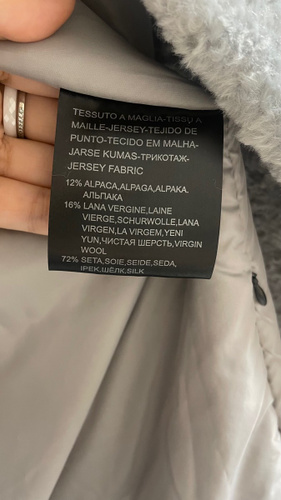 TESSUTO A MAGLIA-TISSU A
MAILLE-JERSEY-TEJIDO DE
PUNTO-TECIDO EM MALHA-
JARSE KUMAS-ТРИКОТАЖ-
JERSEY FABRIC
12% ALPACA,ALPAGA,ALPAKA.
АЛЬПАКА
16% LANA VERGINE,LAINE
VIERGE,SCHURWOLLE,LANA
VIRGEN,LA VIRGEM,YENI
YUN,ЧИСТАЯ ШЕРСТЬ,VIRGIN
WOOL
72% SETA,SOIE,SEIDE,SEDA,
IPEK,ШЁЛК,SILK